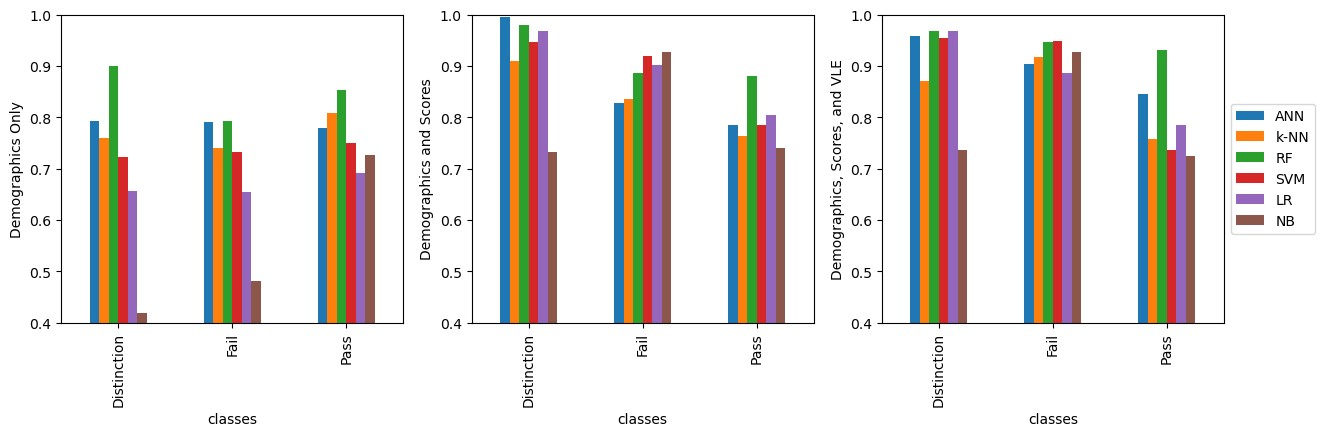 Demographics Only
1.0
0.9
0.8
0.7
0.6
0.5
0.4
Distinction
Fail
Pass
classes
Demographics and Scores
1.0
0.9
0.8
0.7
0.6
0.5
0.4
Distinction
Fail
Pass
classes
Demographics, Scores, and VLE
1.0
0.9
0.8
0.7
0.6
0.5
0.4
Distinction
Fail
Pass
classes
ANN
k-NN
RF
SVM
LR
NB